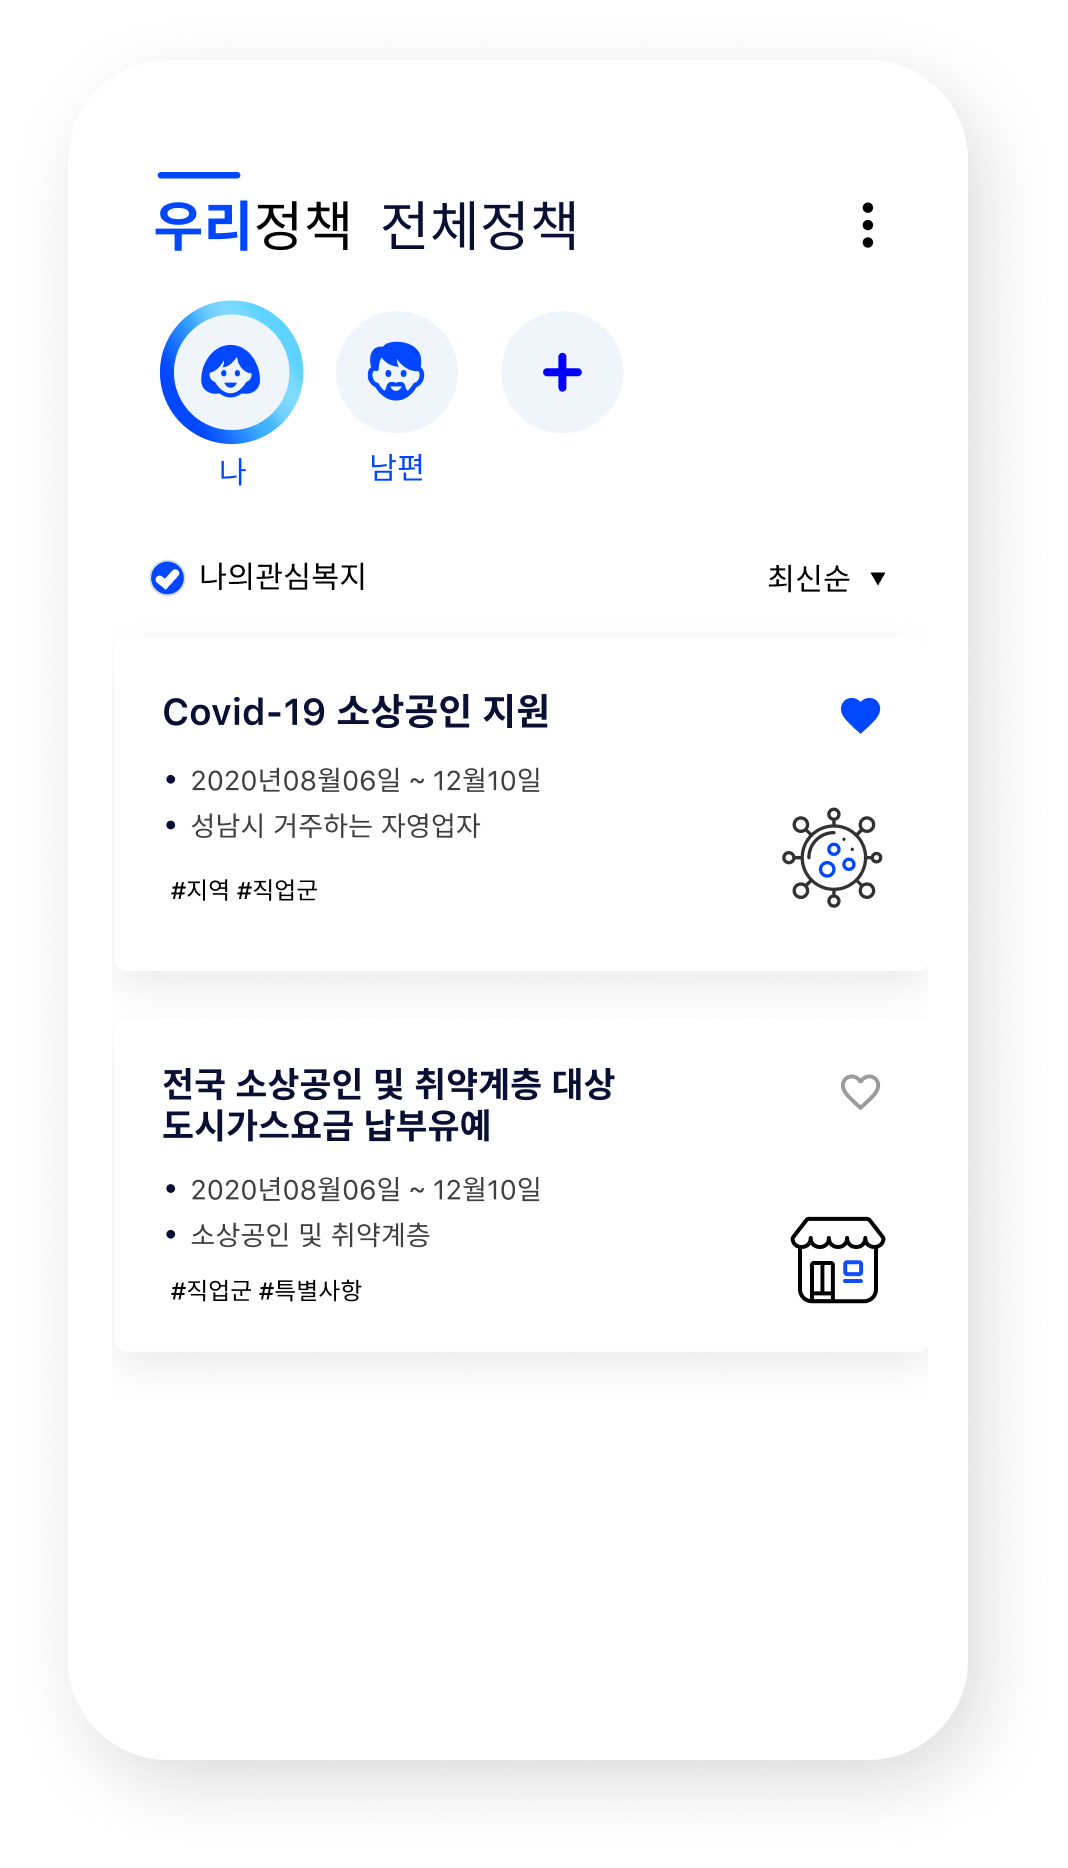 우리정책 전체정책
나
남편
나의관심복지
최신순 ▼
Covid-19 소상공인 지원
• 2020년08월06일 ~ 12월10일
• 성남시 거주하는 자영업자
#지역 #직업군
전국 소상공인 및 취약계층 대상
도시가스요금 납부유예
• 2020년08월06일 ~ 12월10일
• 소상공인 및 취약계층
#직업군 #특별사항